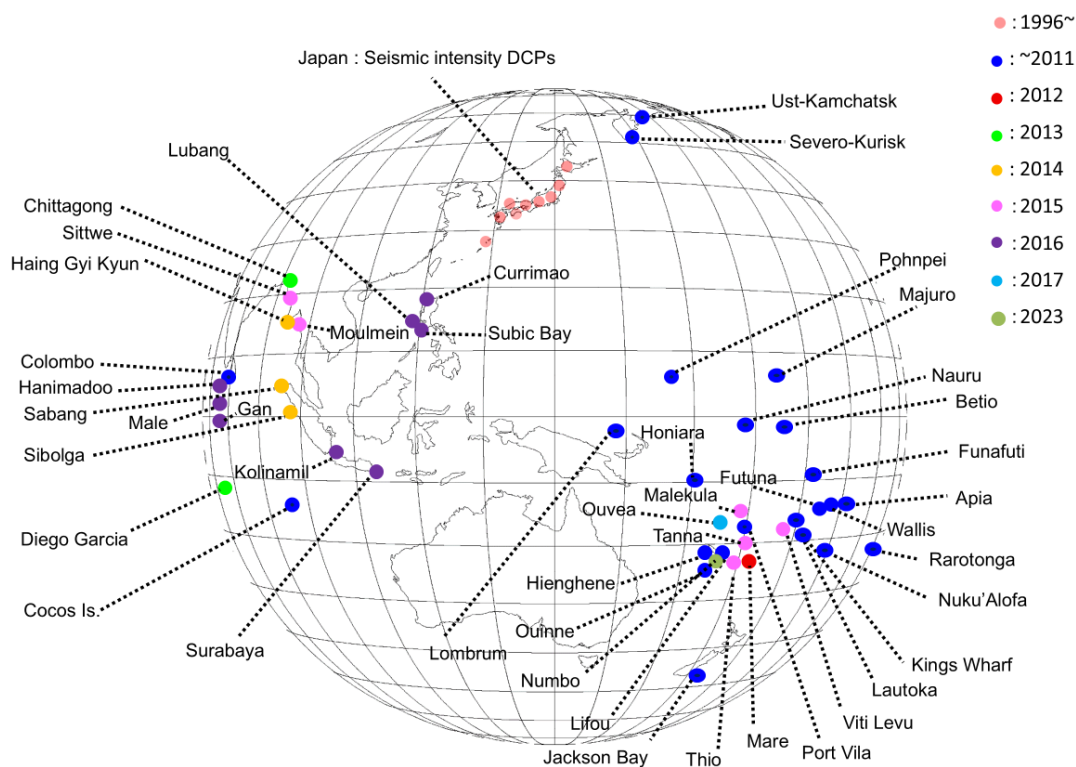 : 1996~
: ~2011
: 2012
: 2013
: 2014
: 2015
: 2016
: 2017
: 2023
Japan : Seismic intensity DCPs
Ust-Kamchatsk
Severo-Kurisk
Lubang
Chittagong
Sittwe
Haing Gyi Kyun
Currimao
Pohnpei
Majuro
Moulmein
Subic Bay
Colombo
Hanimadoo
Sabang
Male
Gan
Nauru
Betio
Sibolga
Kolinamil
Honiara
Funafuti
Futuna
Malekula
Apia
Ouvea
Wallis
Diego Garcia
Tanna
Rarotonga
Hienghene
Nuku'Alofa
Cocos Is.
Ouinne
Surabaya
Lombrum
Kings Wharf
Numbo
Lautoka
Lifou
Viti Levu
Mare
Port Vila
Jackson Bay
Thio